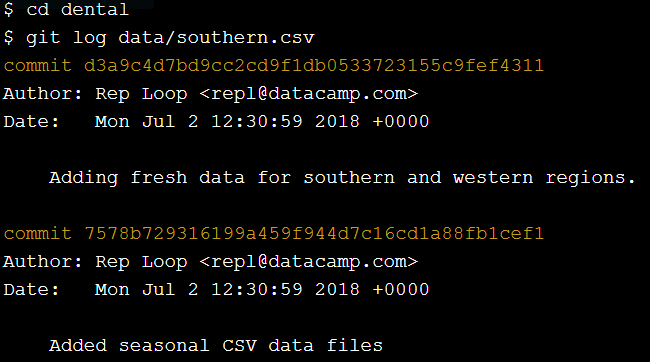 $ cd dental
$ git log data/southern.csv
commit d3a9c4d7bd9cc2cd9f1db0533723155c9fef4311
Author: Rep Loop <repl@datacamp.com>
Date:   Mon Jul 2 12:30:59 2018 +0000
    Adding fresh data for southern and western regions.
commit 7578b729316199a459f944d7c16cd1a88fb1cef1
Author: Rep Loop <repl@datacamp.com>
Date:   Mon Jul 2 12:30:59 2018 +0000
    Added seasonal CSV data files